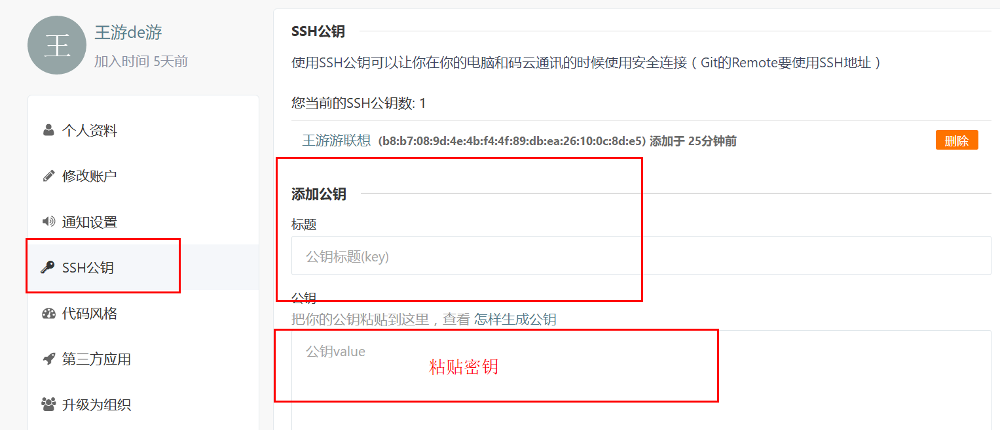 王
王游de游
加入时间 5天前
个人资料
修改账户
通知设置
SSH公钥
代码风格
第三方应用
升级为组织
SSH公钥
使用SSH公钥可以让你在你的电脑和码云通讯的时候使用安全连接（Git的Remote要使用SSH地址）
您当前的SSH公钥数: 1
王游游联想 (b8:b7:08:9d:4e:4b:f4:4f:89:db:ea:26:10:0c:8d:e5) 添加于 25分钟前
删除
添加公钥
标题
公钥标题(key)
公钥
把你的公钥粘贴到这里，查看 怎样生成公钥
公钥value
粘贴密钥